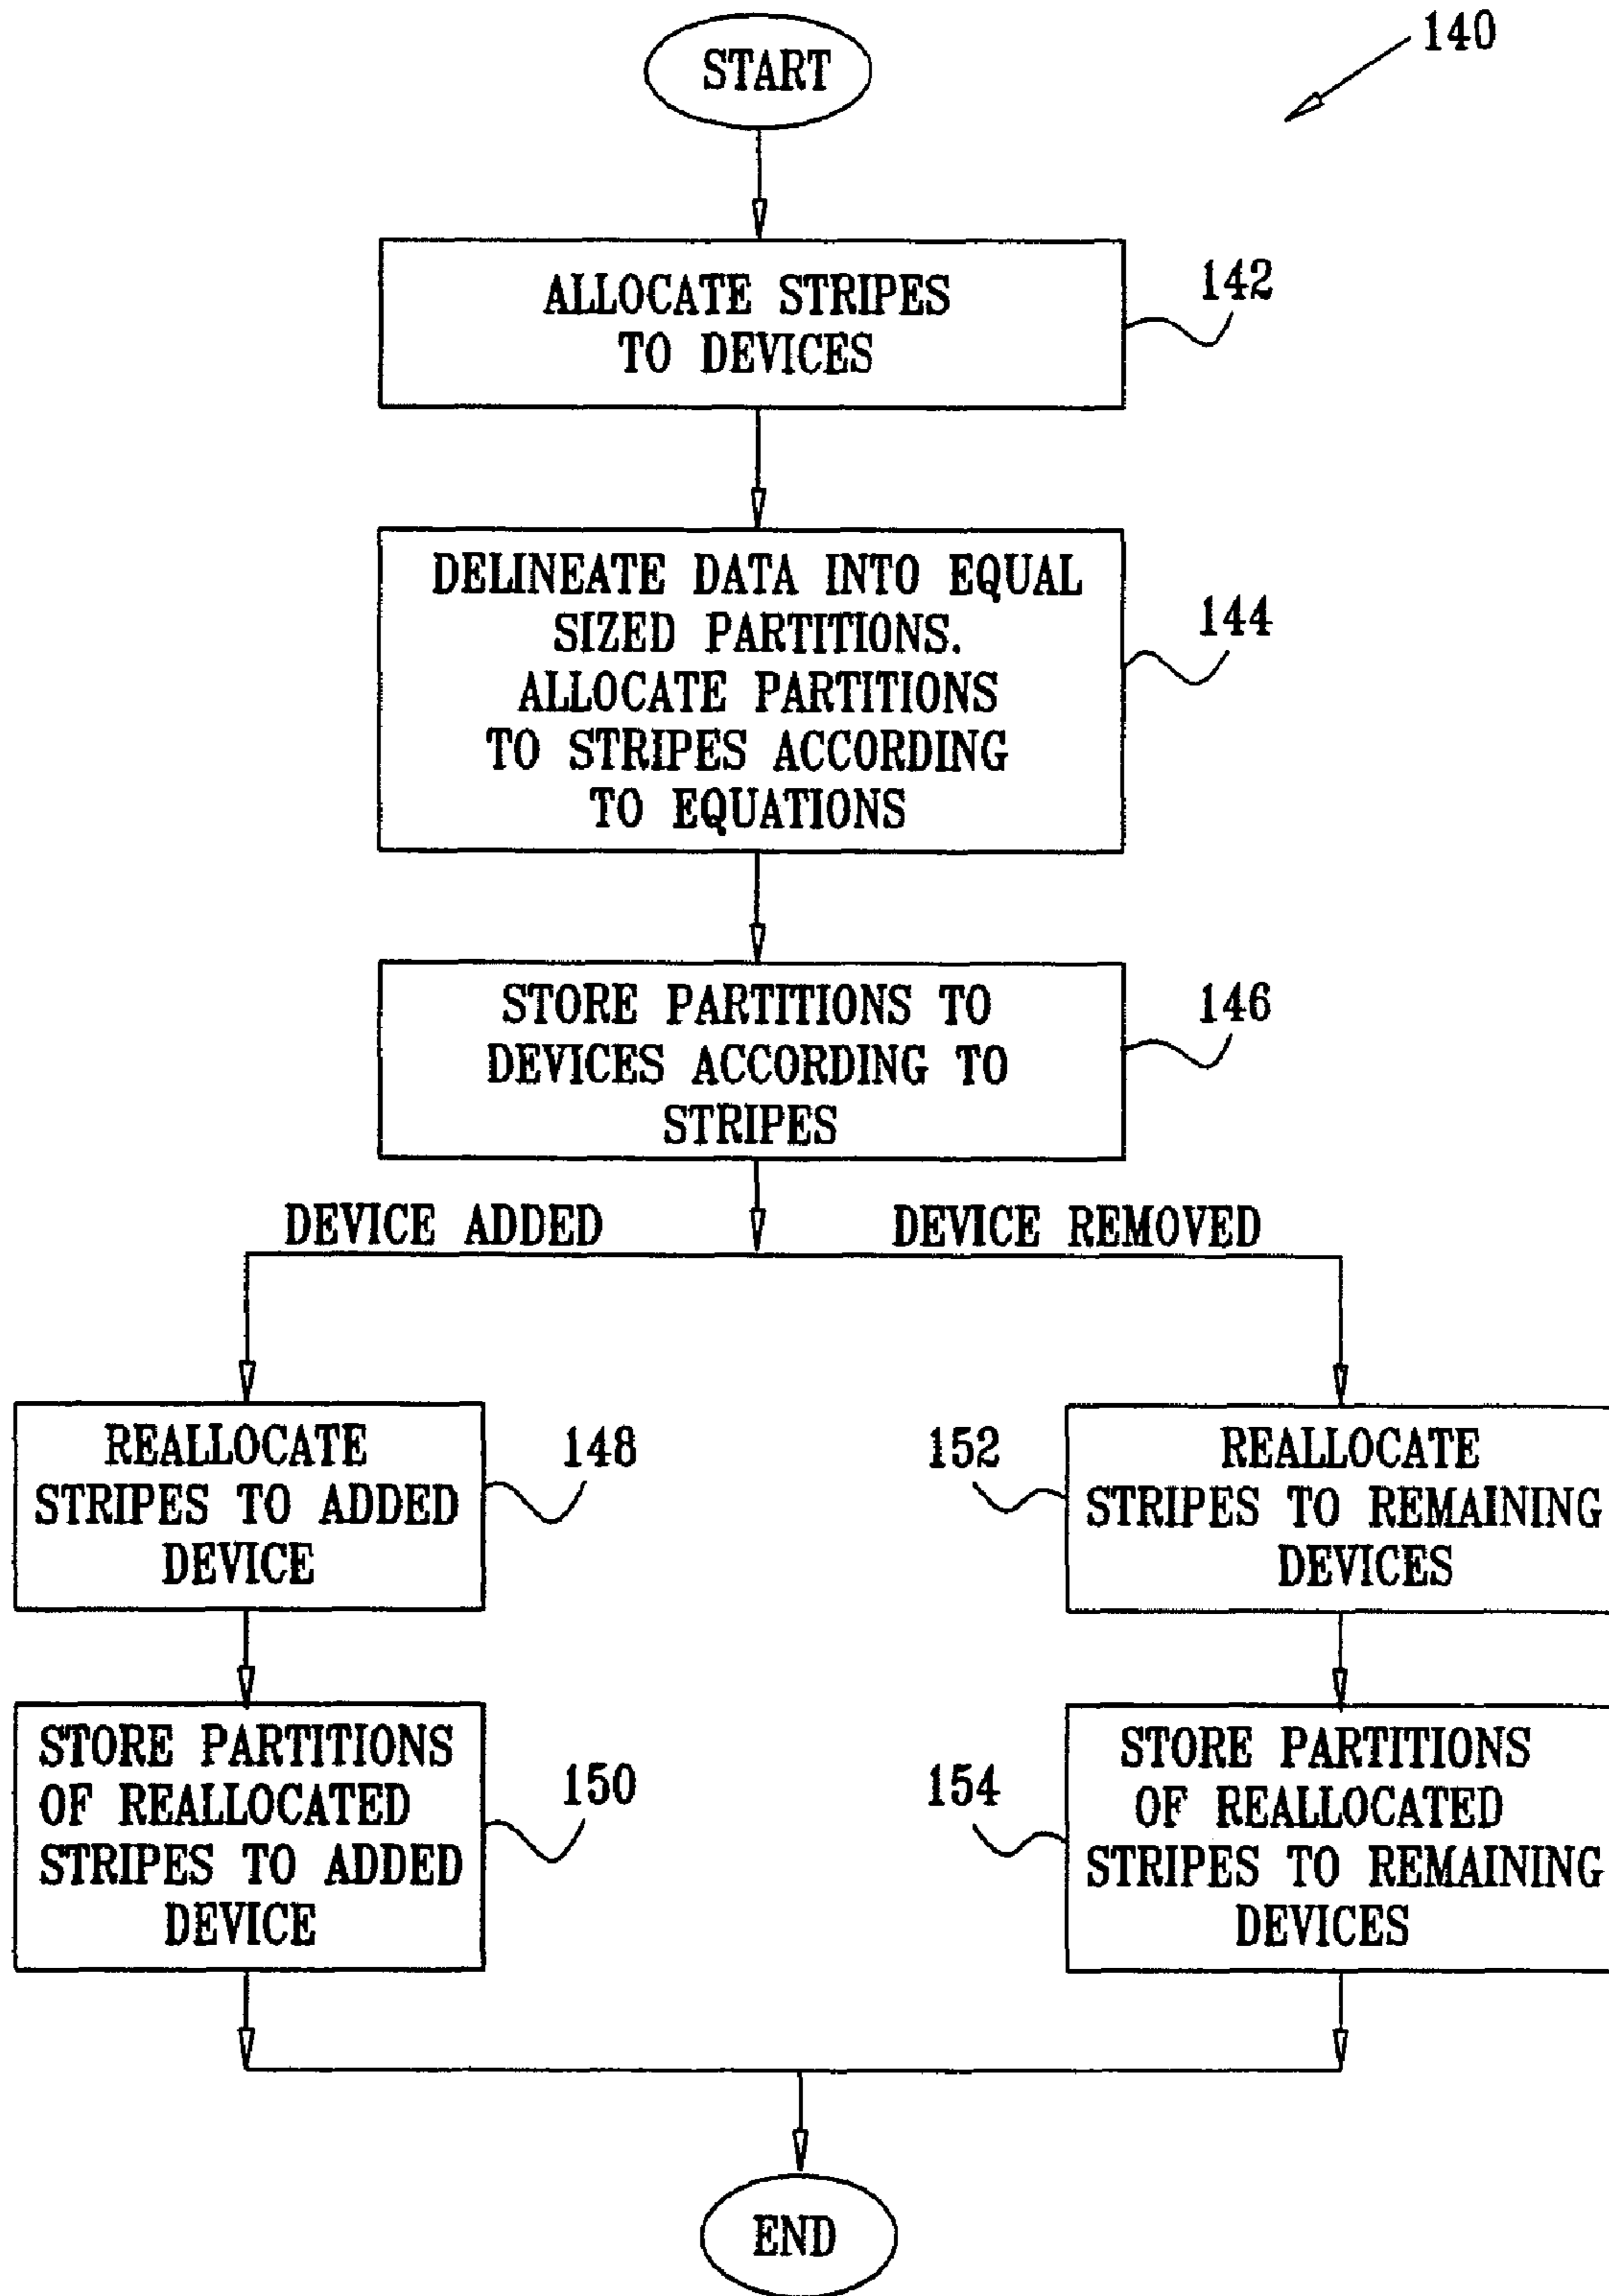 140
START
ALLOCATE STRIPES
TO DEVICES
142
DELINEATE DATA INTO EQUAL
SIZED PARTITIONS.
ALLOCATE PARTITIONS
TO STRIPES ACCORDING
TO EQUATIONS
144
STORE PARTITIONS TO
DEVICES ACCORDING TO
STRIPES
146
DEVICE ADDED
DEVICE REMOVED
REALLOCATE
STRIPES TO ADDED
DEVICE
148
152
REALLOCATE
STRIPES TO REMAINING
DEVICES
STORE PARTITIONS
OF REALLOCATED
STRIPES TO ADDED
DEVICE
150
154
STORE PARTITIONS
OF REALLOCATED
STRIPES TO REMAINING
DEVICES
END